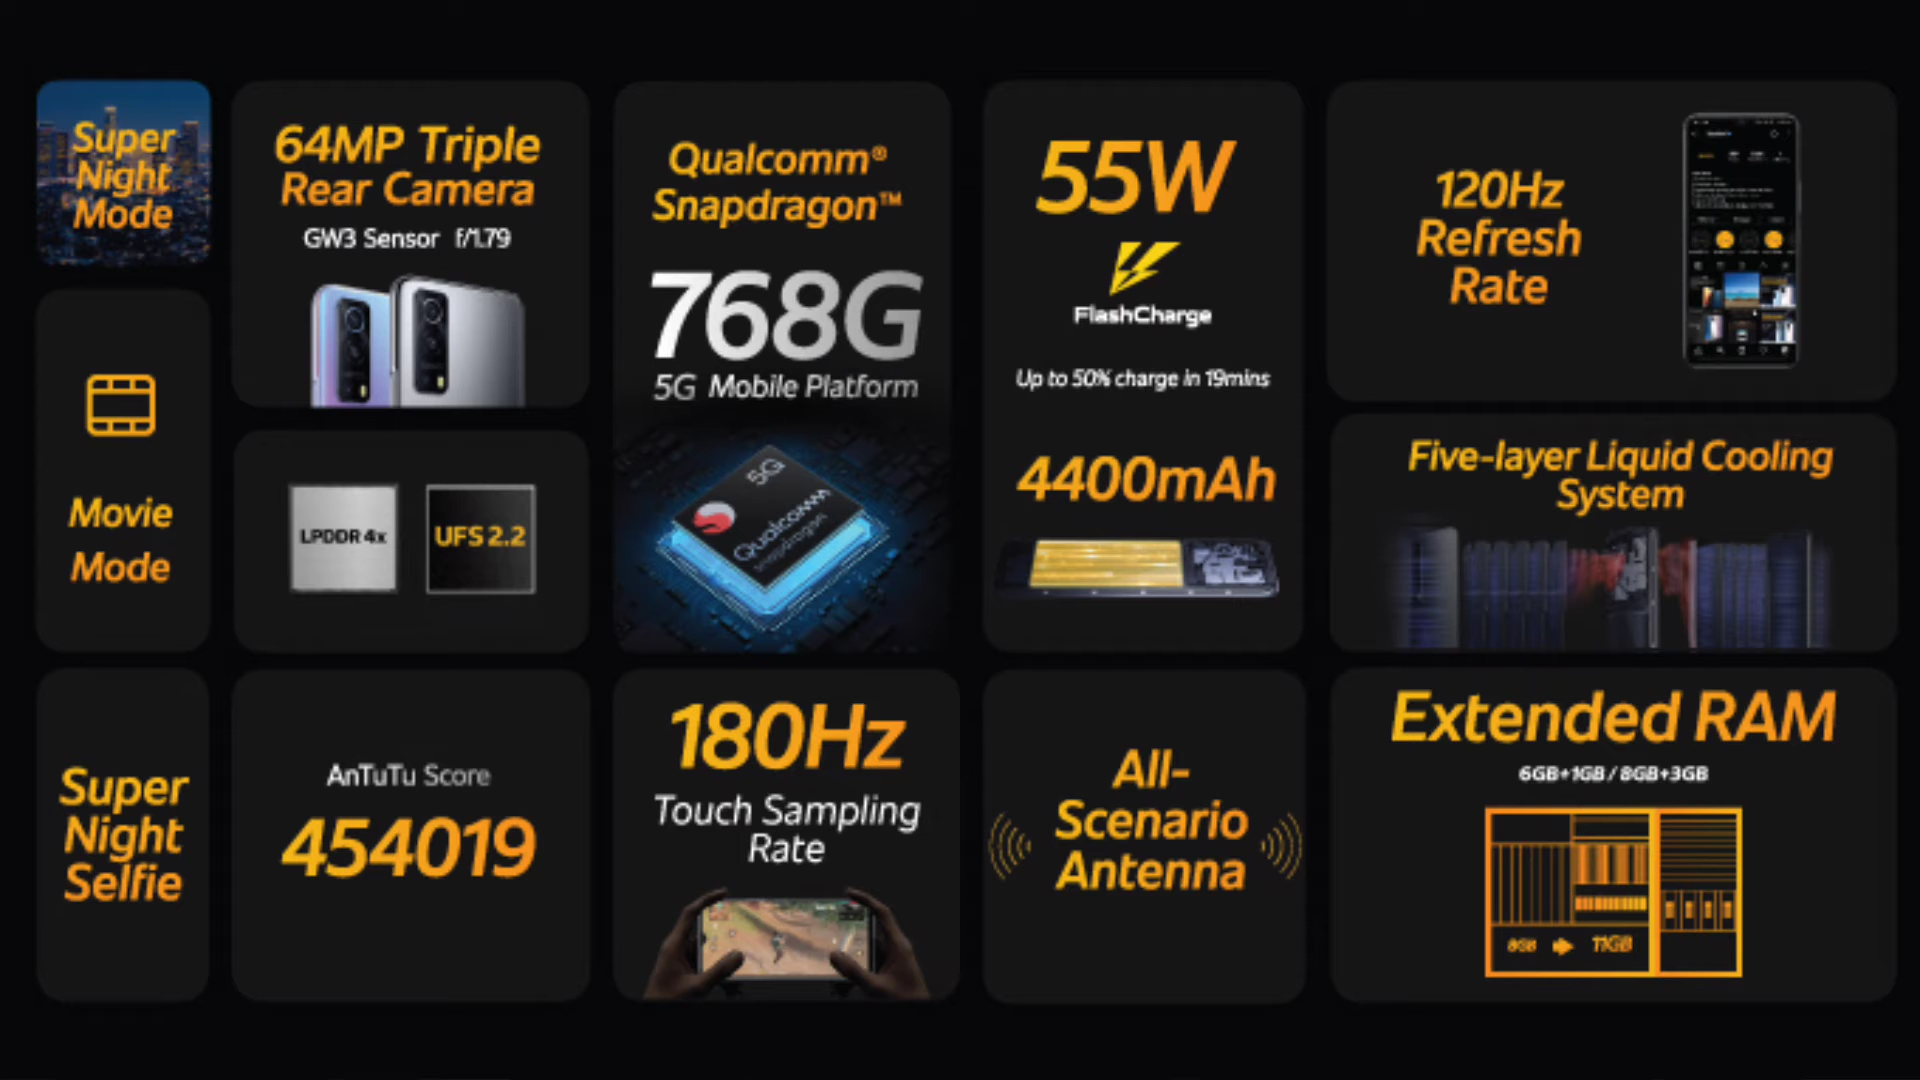 Super
Night
Mode
64MP Triple
Rear Camera
GW3 Sensor f/1.79
Qualcomm®
Snapdragon™
768G
5G Mobile Platform
5G
Qualcomm
snapdragon
55W
FlashCharge
Up to 50% charge in 19mins
4400mAh
120Hz
Refresh
Rate
Movie
Mode
LPDDR 4x
UFS 2.2
Five-layer Liquid Cooling
System
Super
Night
Selfie
AnTuTu Score
454019
180Hz
Touch Sampling
Rate
All-
Scenario
Antenna
Extended RAM
6GB+1GB / 8GB+3GB
8GB 11GB